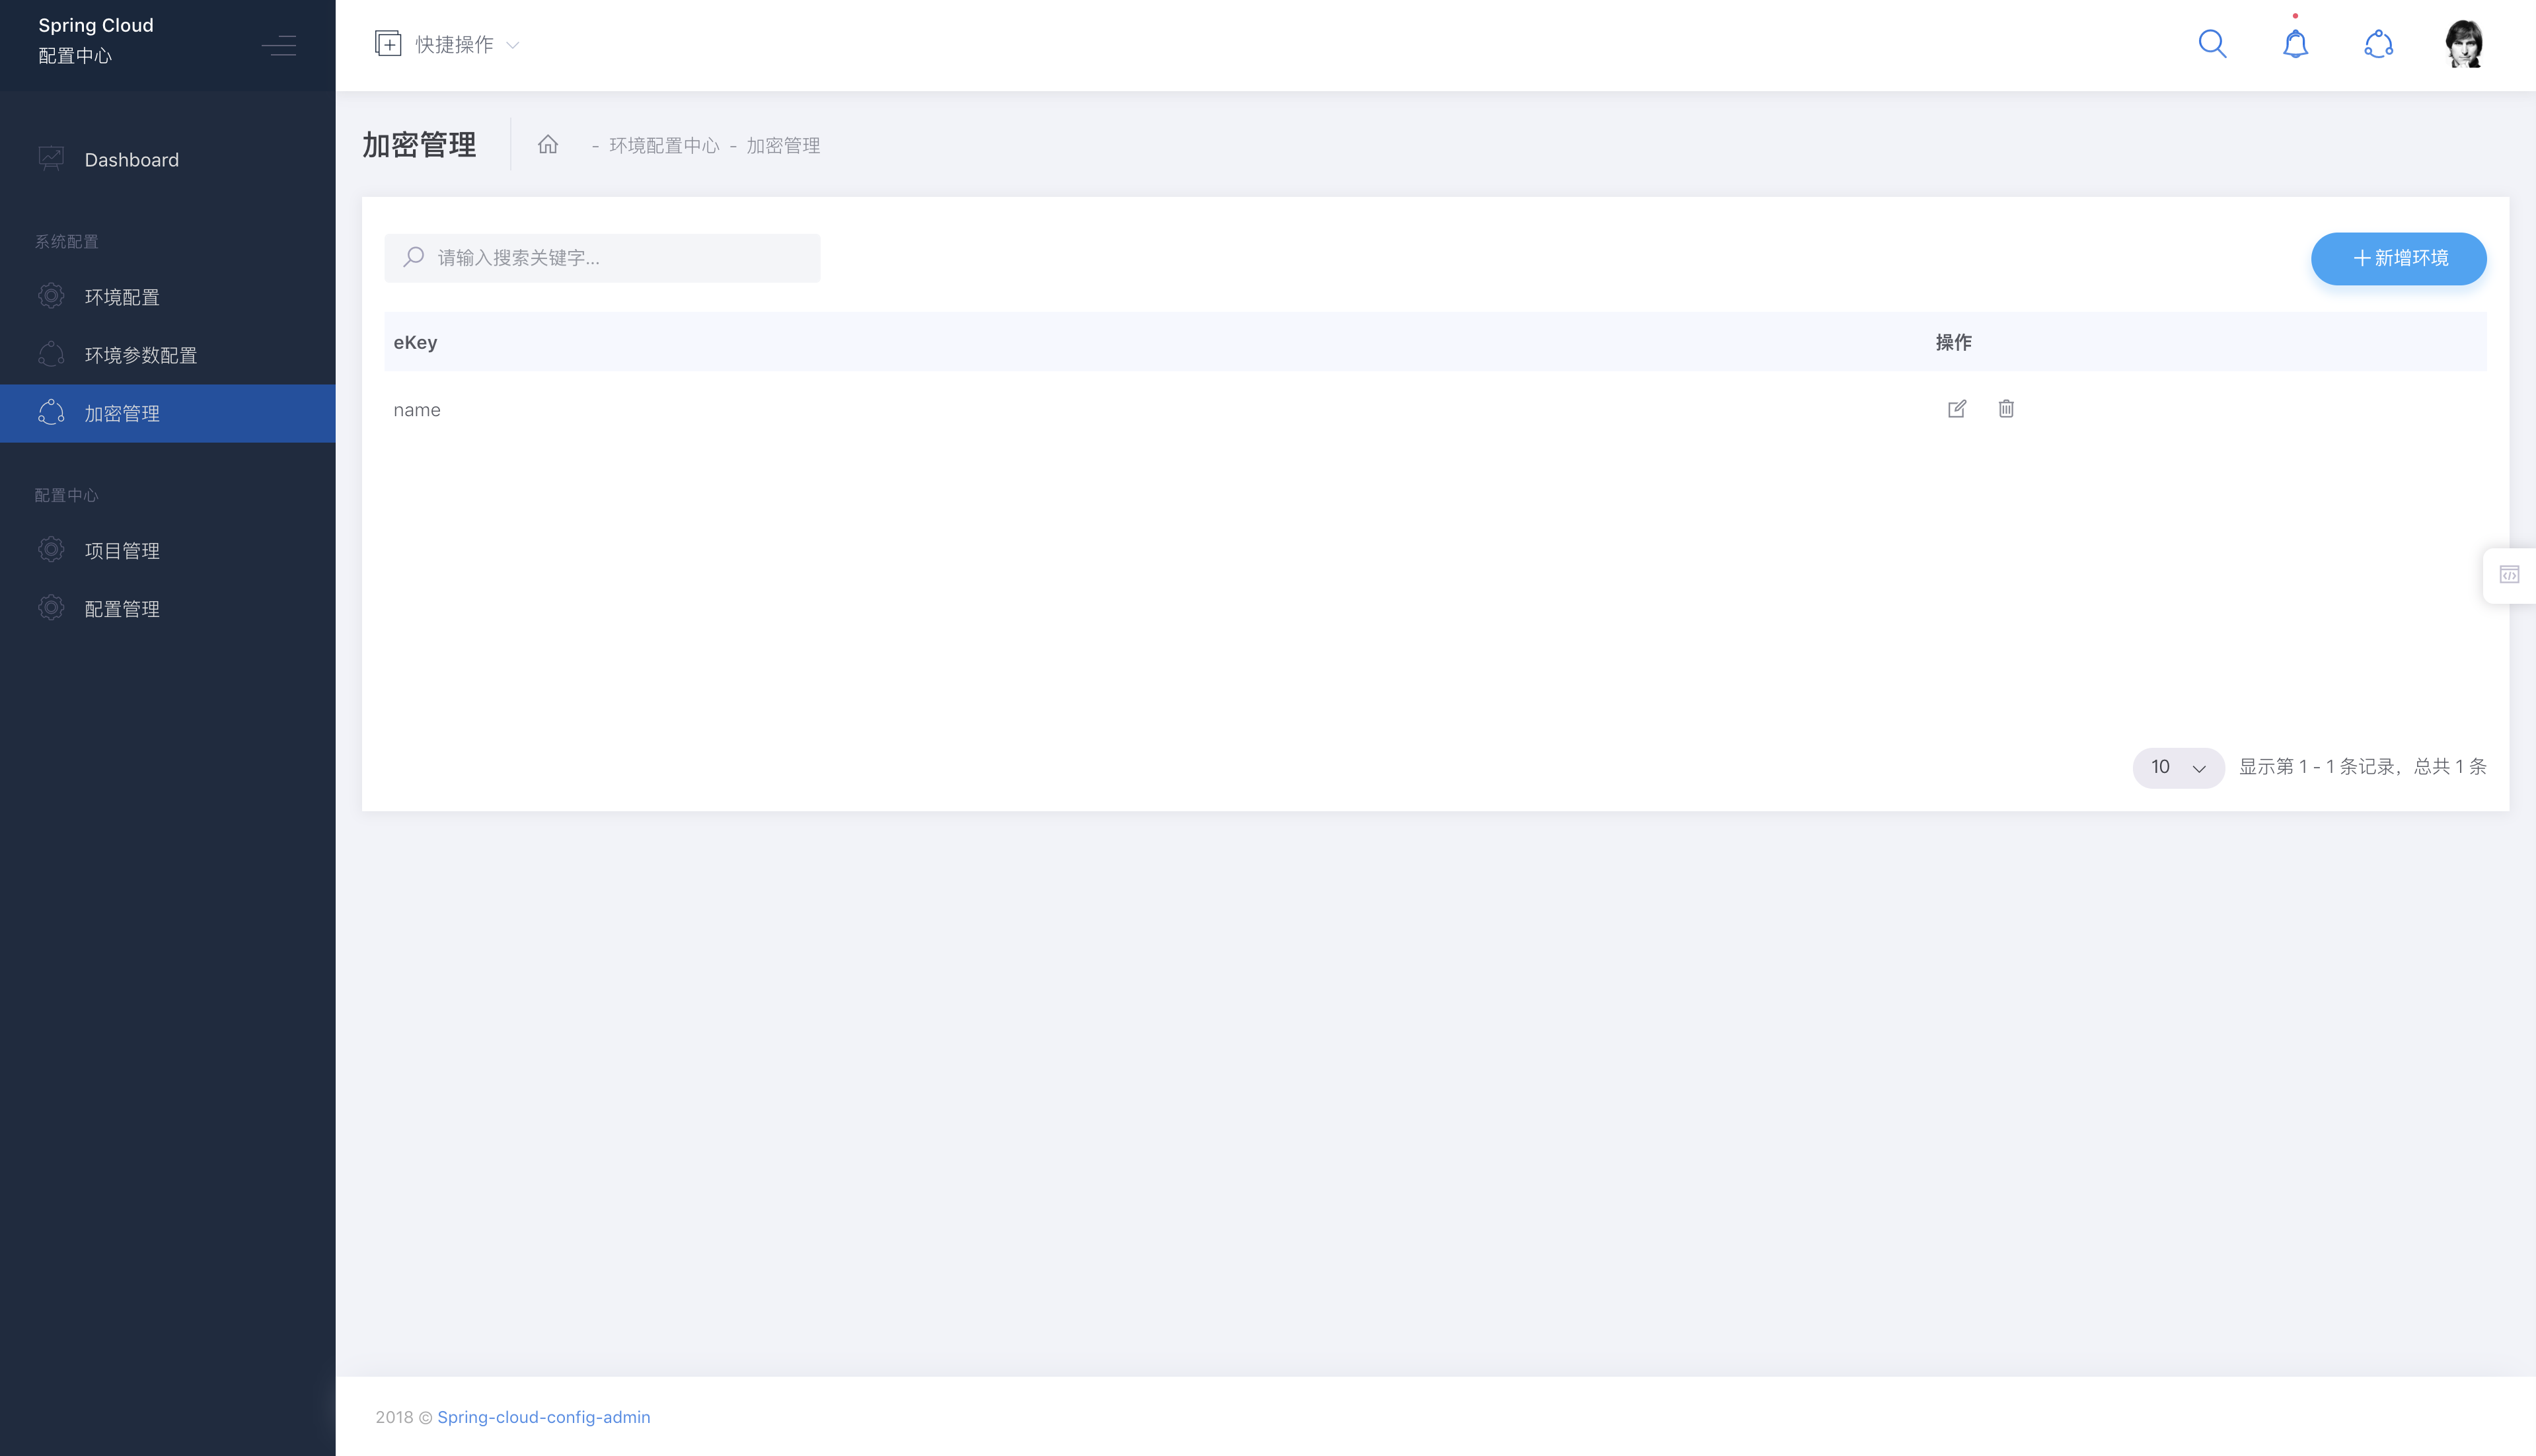 Spring Cloud
配置中心
快捷操作
Dashboard
系统配置
环境配置
环境参数配置
加密管理
配置中心
项目管理
配置管理
加密管理
- 环境配置中心 - 加密管理
请输入搜索关键字...
新增环境
eKey 操作
name
10 显示第 1 - 1 条记录，总共 1 条
2018 © Spring-cloud-config-admin